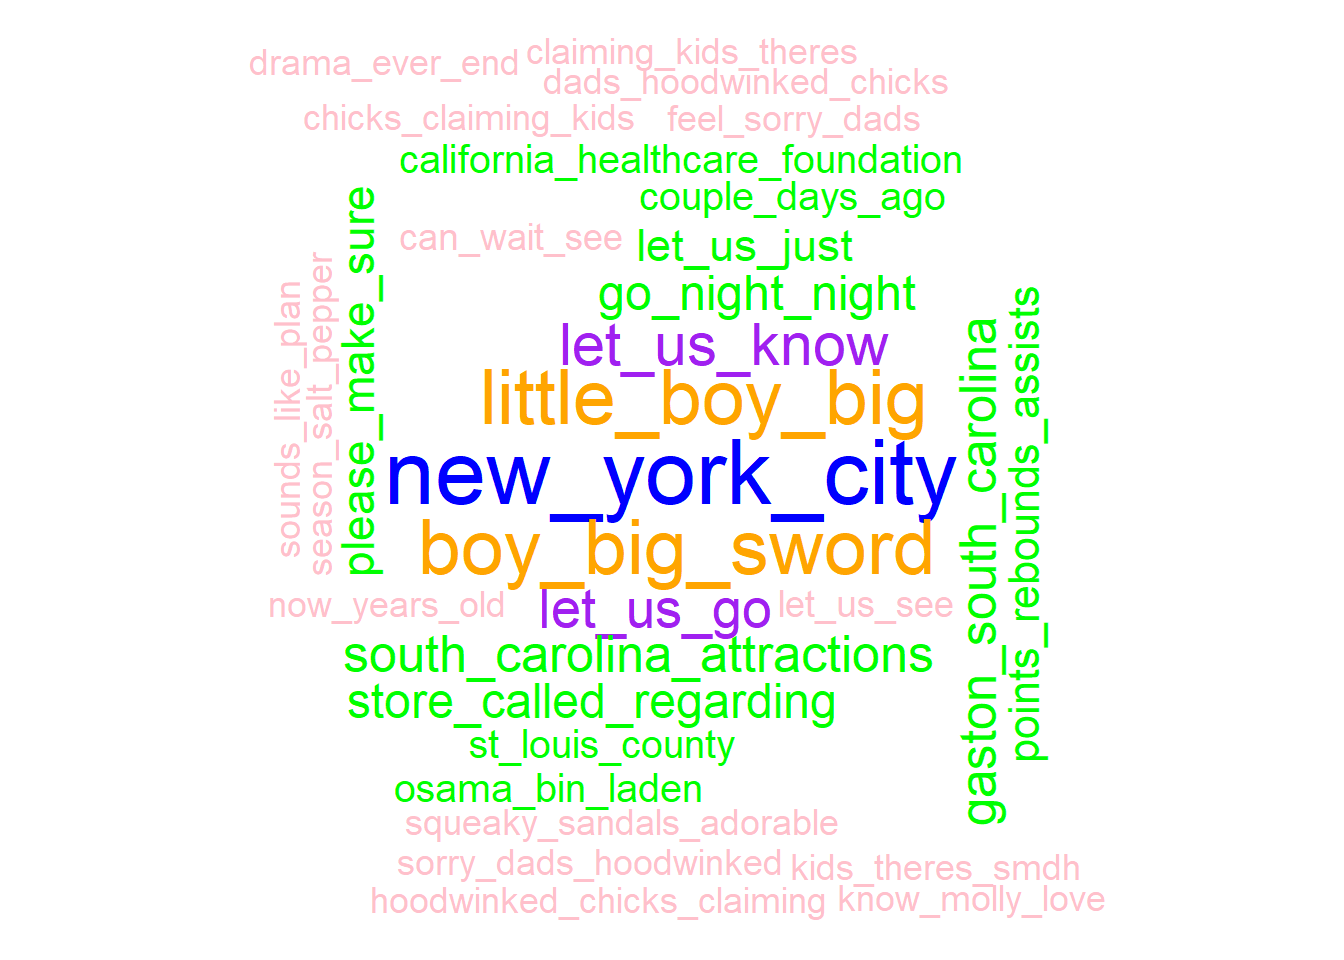 drama_ever_end
claiming_kids_theres
dads_hoodwinked_chicks
chicks_claiming_kids
feel_sorry_dads
california_healthcare_foundation
couple_days_ago
can_wait_see
let_us_just
go_night_night
let_us_know
little_boy_big
new_york_city
boy_big_sword
sounds_like_plan
season_salt_pepper
please_make_sure
gaston_south_carolina
points_rebounds_assists
now_years_old
let_us_go
let_us_see
south_carolina_attractions
store_called_regarding
st_louis_county
osama_bin_laden
squeaky_sandals_adorable
sorry_dads_hoodwinked
kids_theres_smdh
hoodwinked_chicks_claiming
know_molly_love